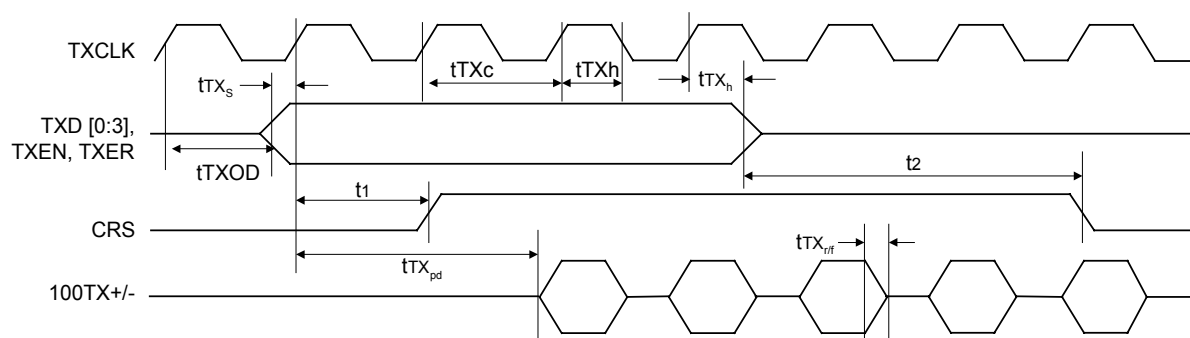 TXCLK
tTXc
tTXh
tTXS
tTXh
TXD [0:3],
TXEN, TXER
tTXOD
t1
t2
CRS
tTXr/f
tTXpd
100TX+/-